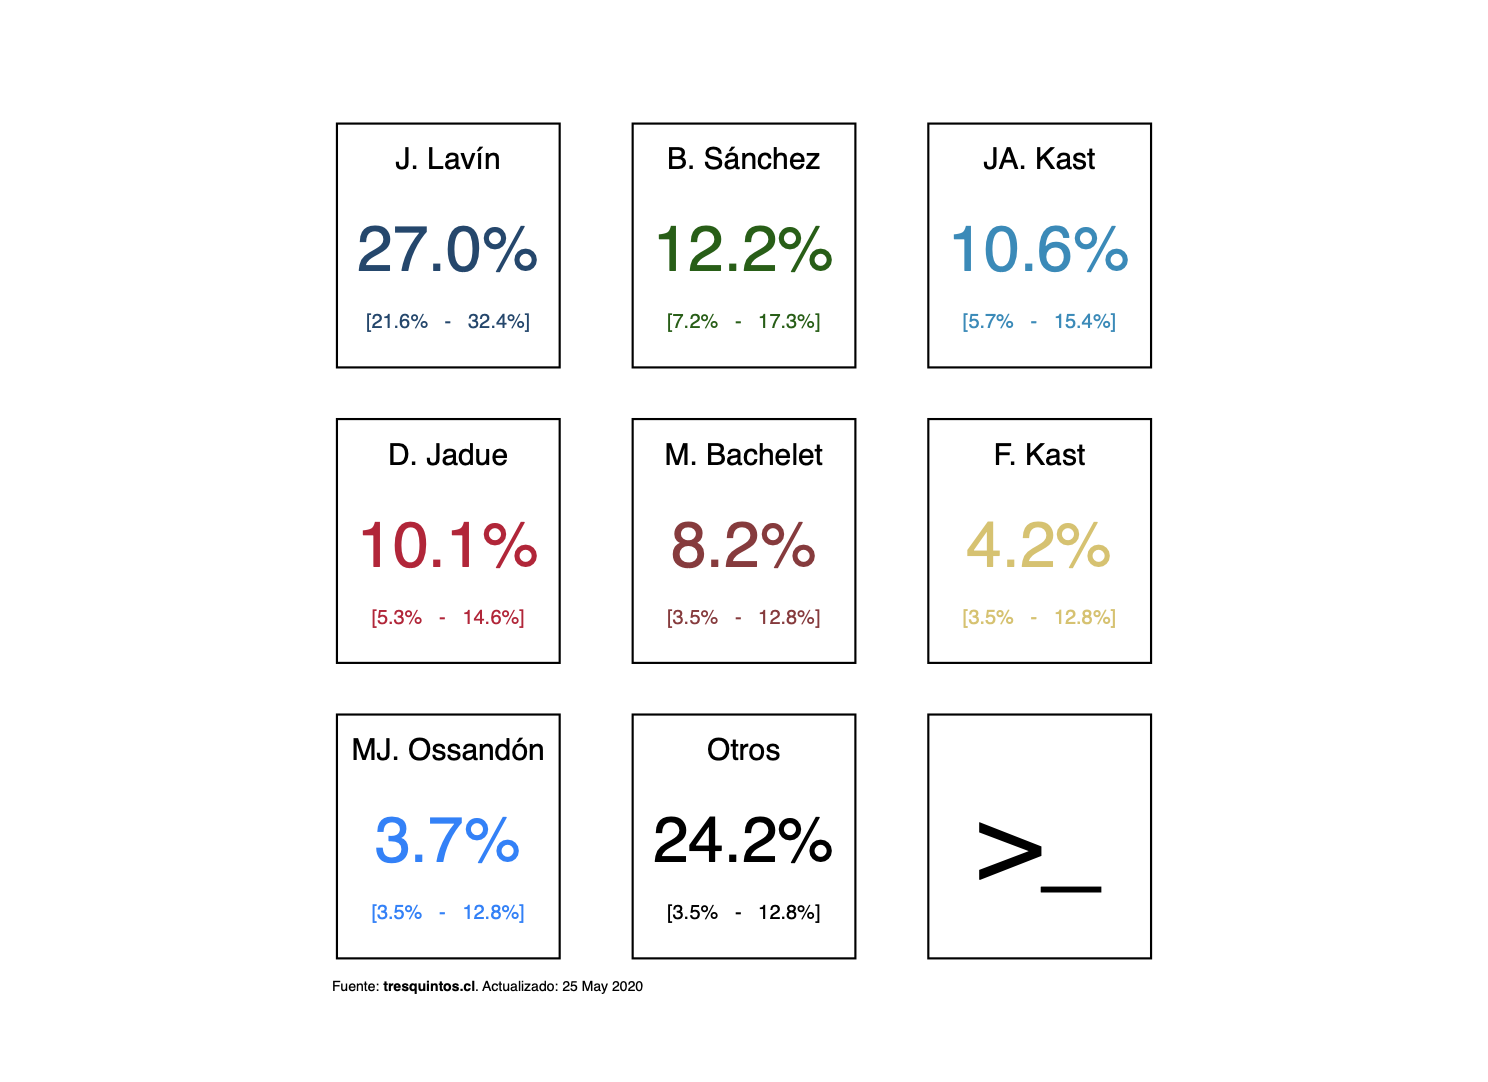 J. Lavín
27.0%
[21.6% - 32.4%]
B. Sánchez
12.2%
[7.2% - 17.3%]
JA. Kast
10.6%
[5.7% - 15.4%]
D. Jadue
10.1%
[5.3% - 14.6%]
M. Bachelet
8.2%
[3.5% - 12.8%]
F. Kast
4.2%
[3.5% - 12.8%]
MJ. Ossandón
3.7%
[3.5% - 12.8%]
Otros
24.2%
[3.5% - 12.8%]
>_
Fuente: tresquintos.cl. Actualizado: 25 May 2020